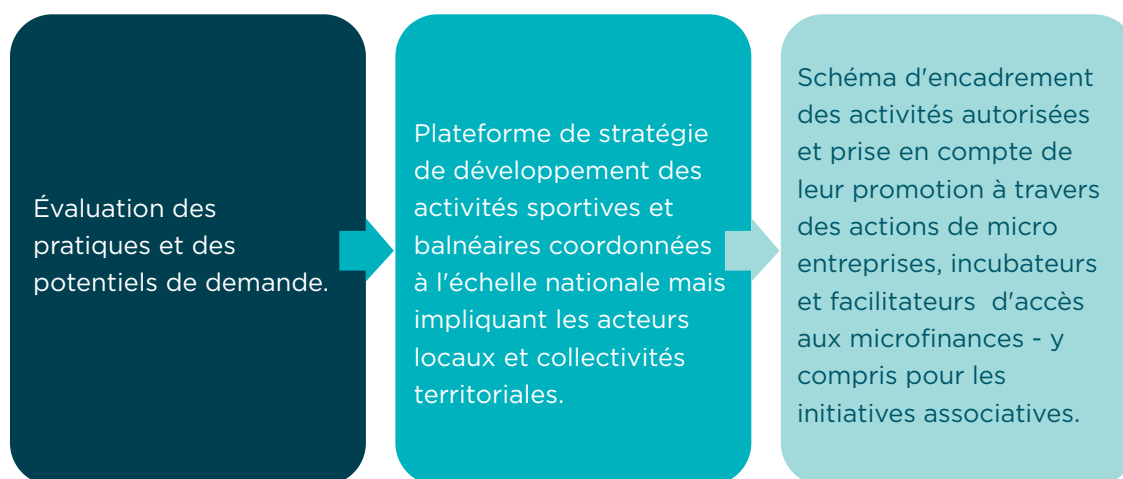 Évaluation des
pratiques et des
potentiels de demande.
Plateforme de stratégie
de développement des
activités sportives et
balnéaires coordonnées
à l'échelle nationale mais
impliquant les acteurs
locaux et collectivités
territoriales.
Schéma d'encadrement
des activités autorisées
et prise en compte de
leur promotion à travers
des actions de micro
entreprises, incubateurs
et facilitateurs d'accès
aux microfinances - y
compris pour les
initiatives associatives.